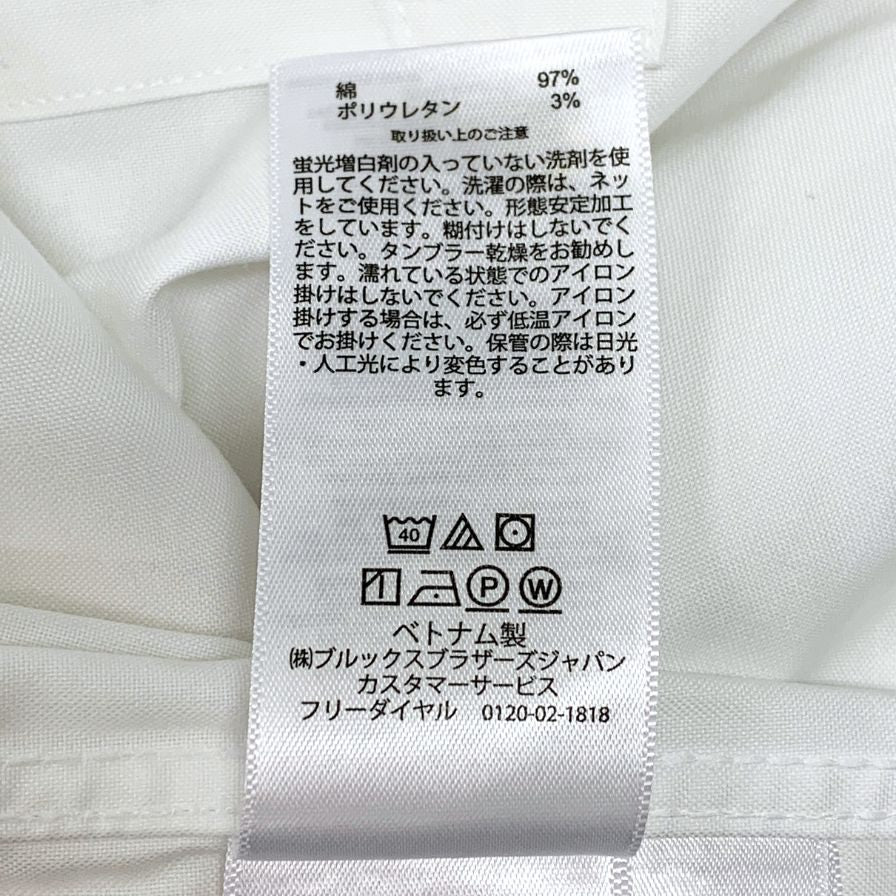 綿 97%
ポリウレタン 3%
取り扱い上のご注意
蛍光増白剤の入っていない洗剤を使
用してください。洗濯の際は、ネッ
トをご使用ください。形態安定加工
をしています。糊付けはしないでく
ださい。タンブラー乾燥をお勧めし
ます。濡れている状態でのアイロン
掛けはしないでください。アイロン
掛けする場合は、必ず低温アイロン
でお掛けください。保管の際は日光
・人工光により変色することがあり
ます。
40
P W
ベトナム製
㈱ブルックスブラザーズジャパン
カスタマーサービス
フリーダイヤル 0120-02-1818